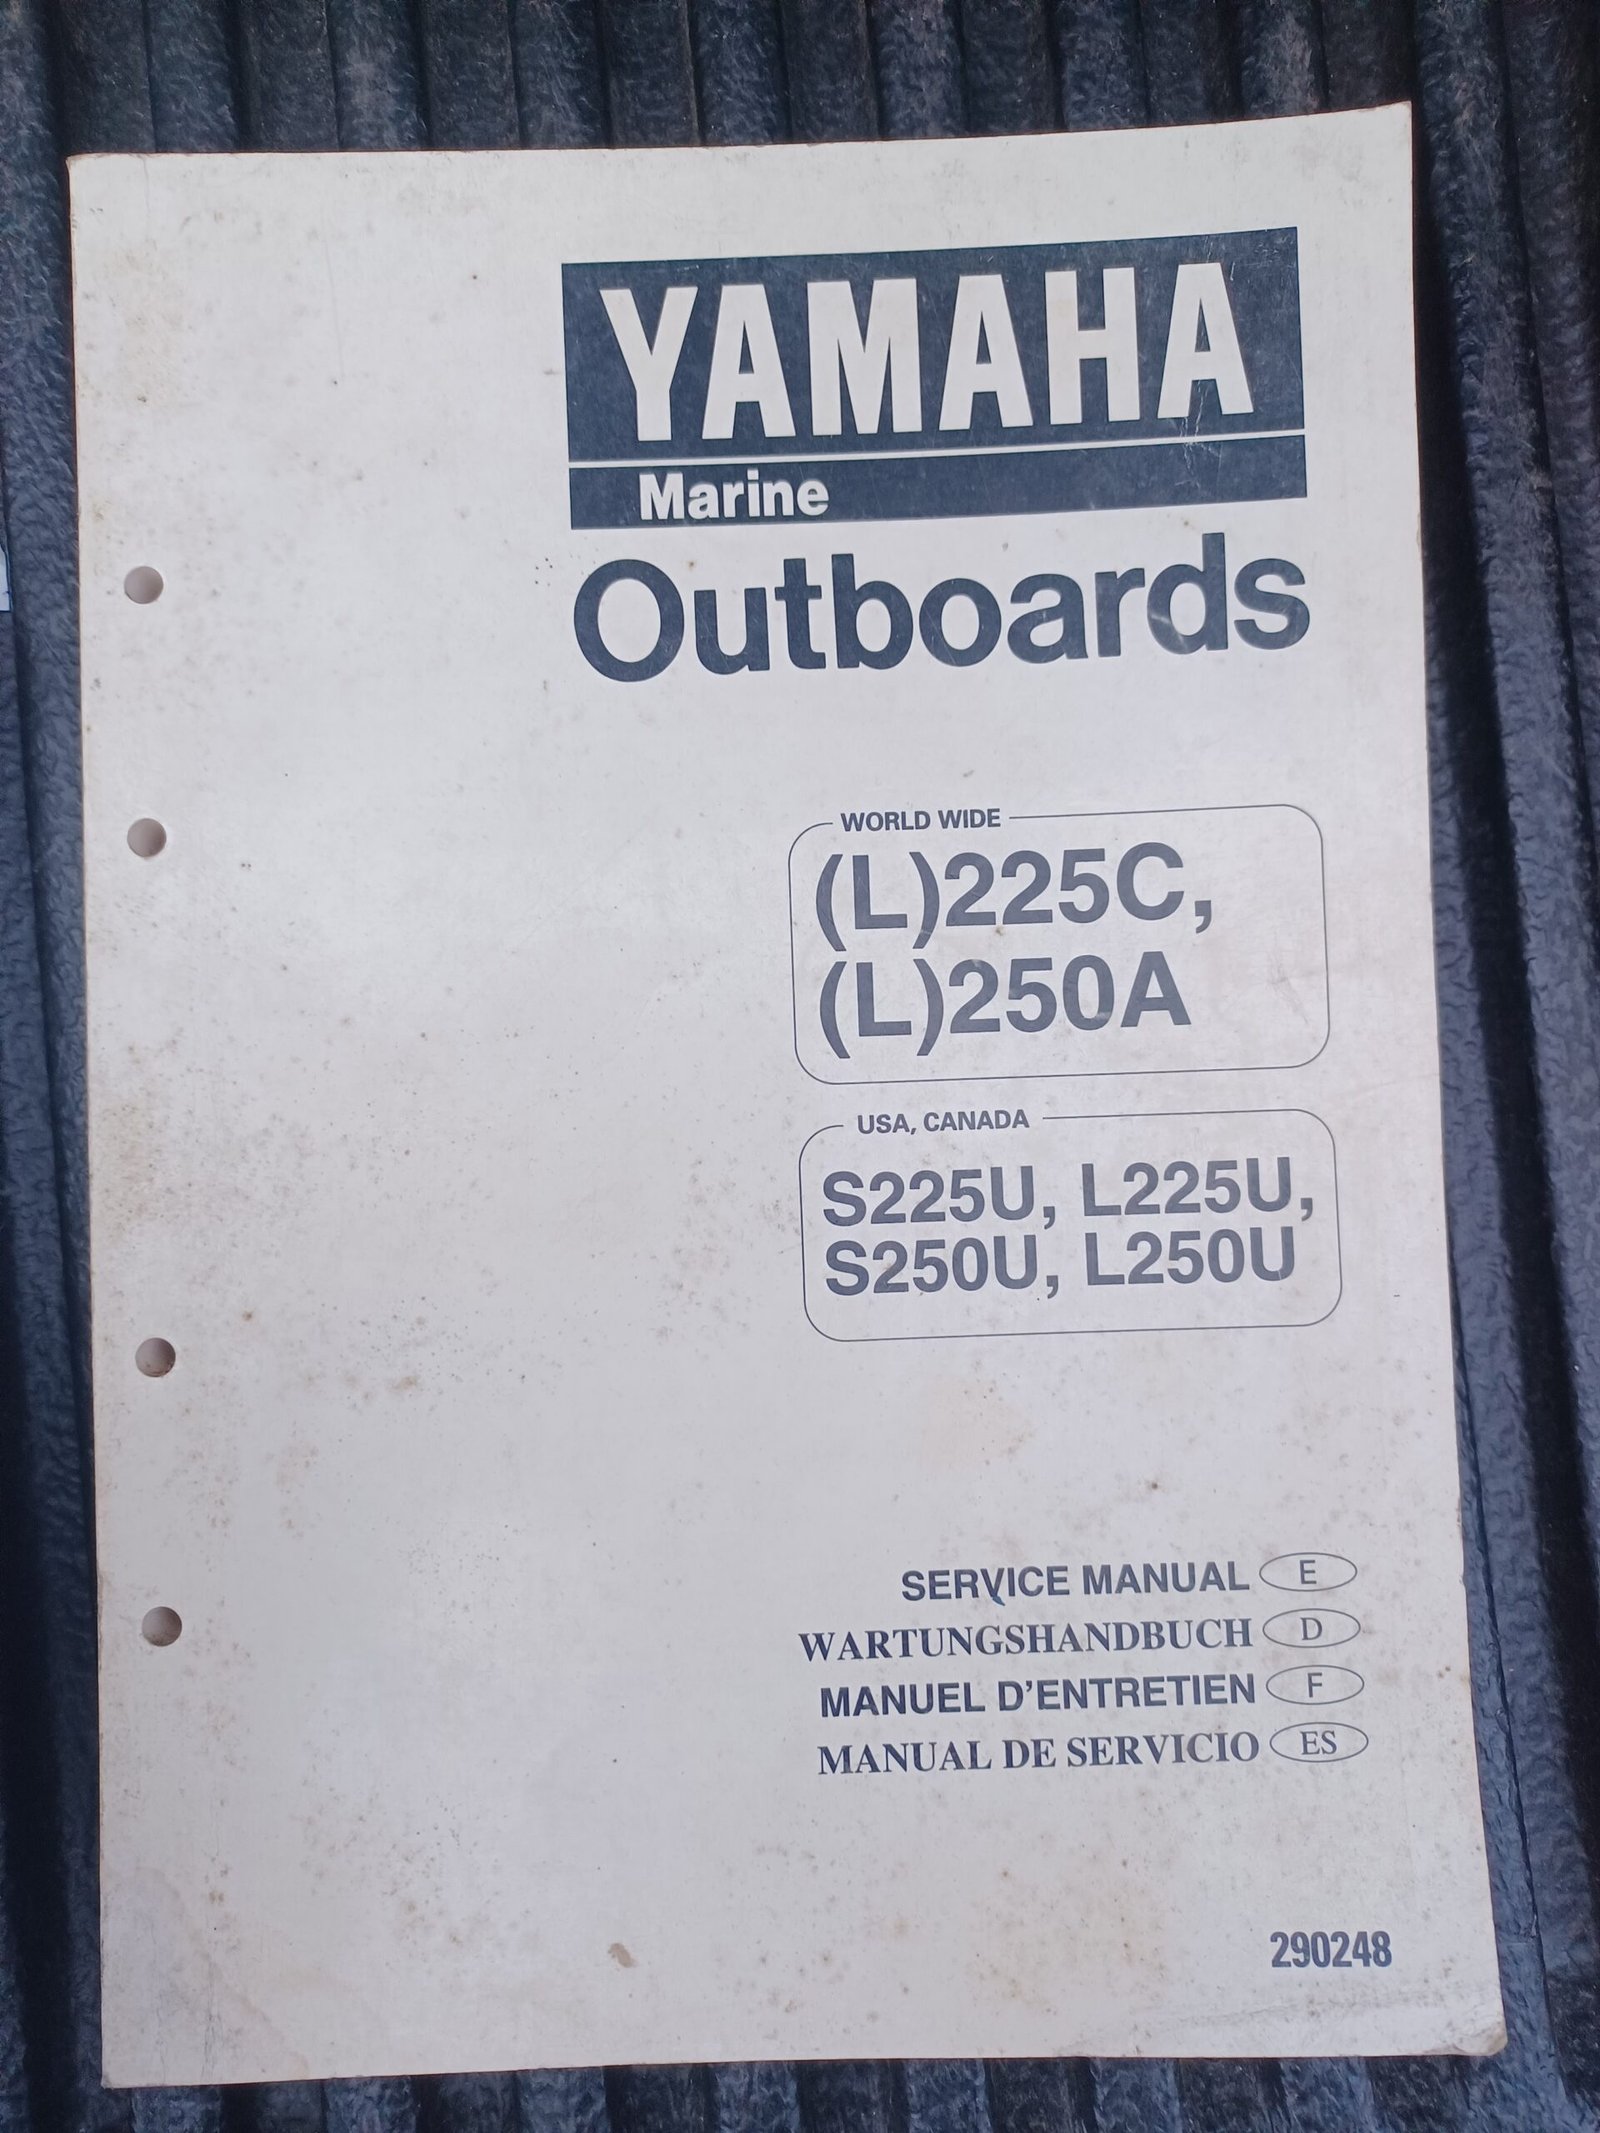 YAMAHA
Marine
Outboards
WORLD WIDE
(L)225C,
(L)250A
USA, CANADA
S225U, L225U,
S250U, L250U
SERVICE MANUAL E
WARTUNGSHANDBUCH D
MANUEL D'ENTRETIEN F
MANUAL DE SERVICIO ES
290248